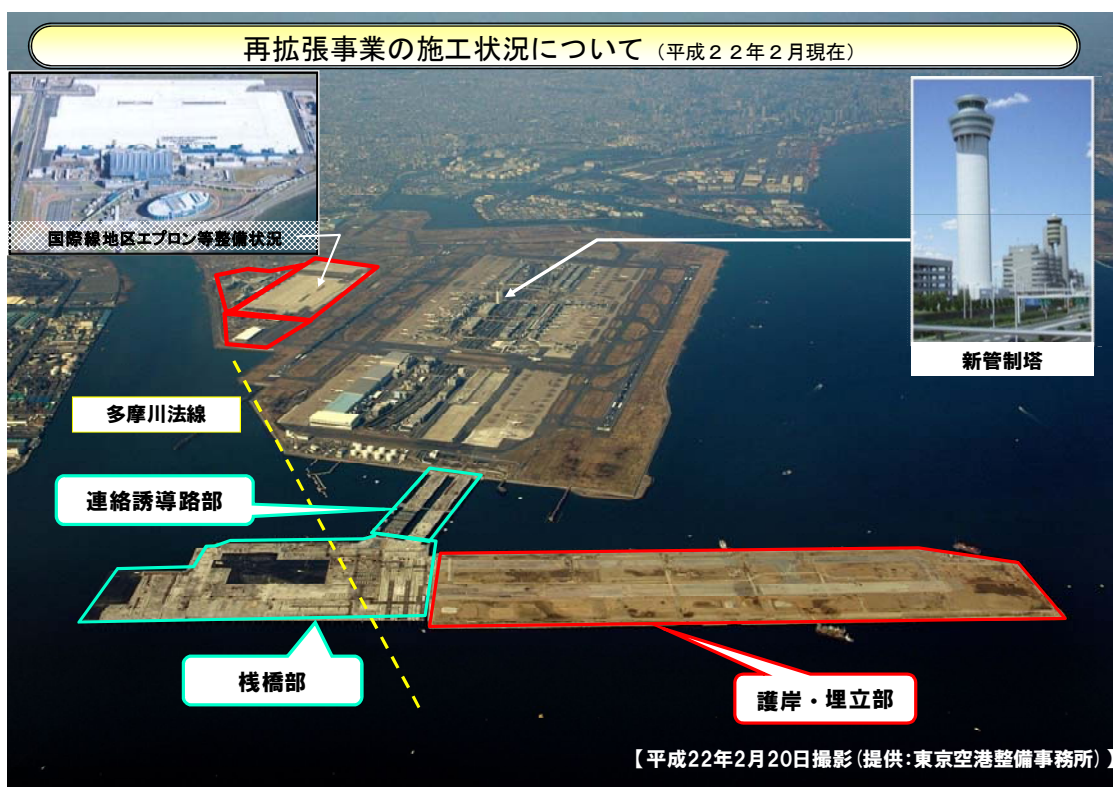 再拡張事業の施工状況について(平成22年2月現在)
国際線地区エプロン等整備状況
新管制塔
多摩川法線
連絡誘導路部
桟橋部
護岸・埋立部
【平成22年2月20日撮影(提供:東京空港整備事務所)】